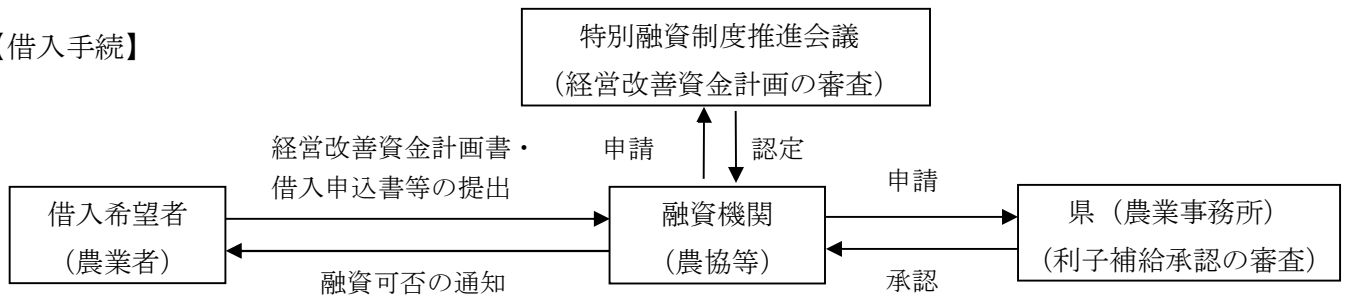 【借入手続】
特別融資制度推進会議
（経営改善資金計画の審査）
経営改善資金計画書・
借入申込書等の提出
申請
認定
申請
借入希望者
（農業者）
融資機関
（農協等）
県（農業事務所）
（利子補給承認の審査）
融資可否の通知
承認